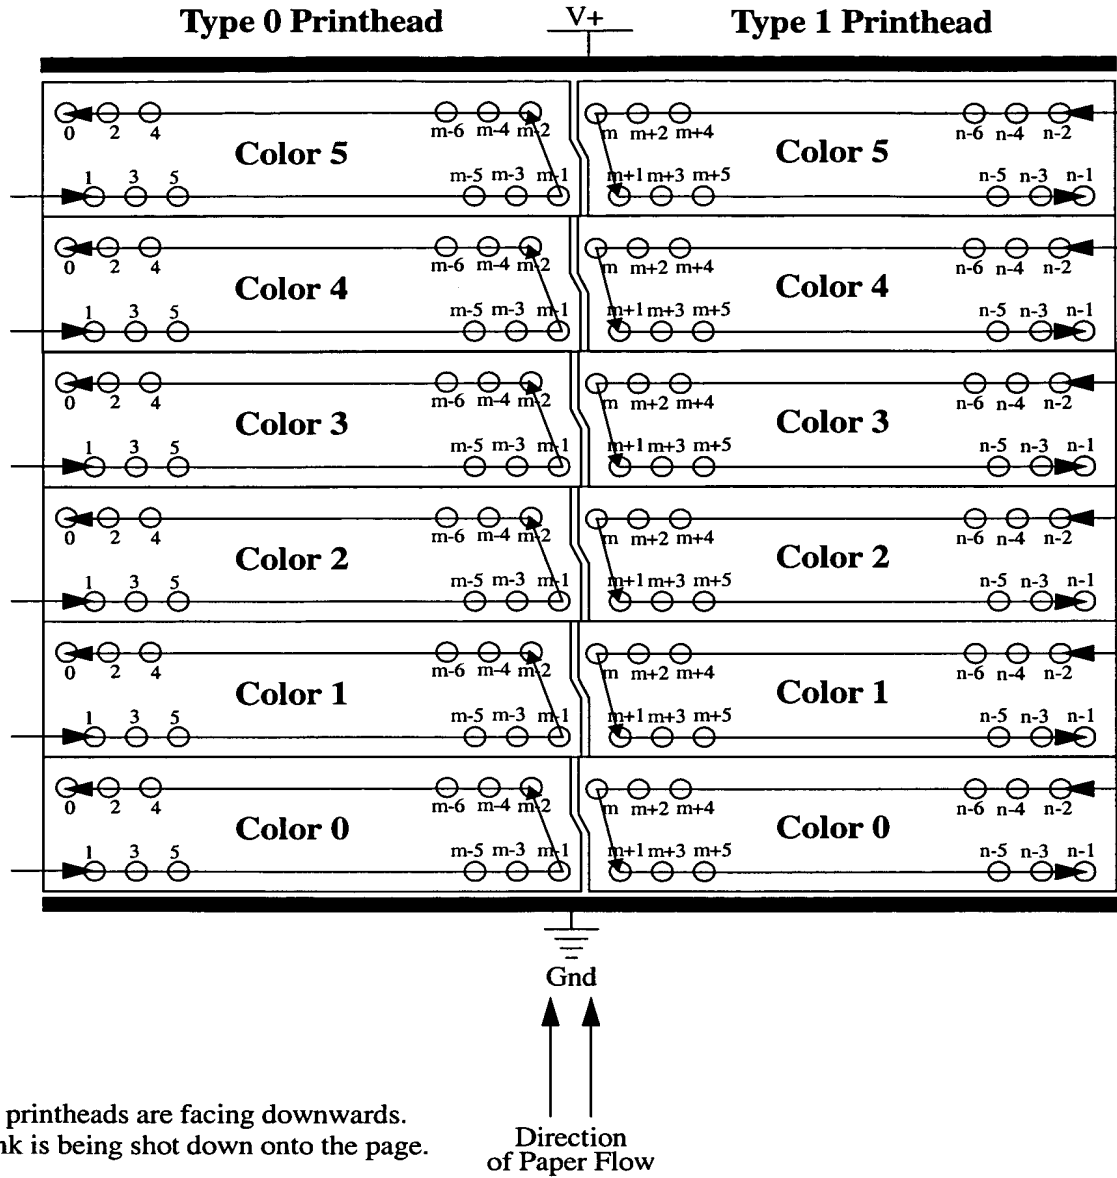 Type 0 Printhead V+ Type 1 Printhead
0 2 4 m-6 m-4 m-2 m m+2 m+4 n-6 n-4 n-2
Color 5 Color 5
1 3 5 m-5 m-3 m-1 m+1 m+3 m+5 n-5 n-3 n-1
0 2 4 m-6 m-4 m-2 m m+2 m+4 n-6 n-4 n-2
Color 4 Color 4
1 3 5 m-5 m-3 m-1 m+1 m+3 m+5 n-5 n-3 n-1
0 2 4 m-6 m-4 m-2 m m+2 m+4 n-6 n-4 n-2
Color 3 Color 3
1 3 5 m-5 m-3 m-1 m+1 m+3 m+5 n-5 n-3 n-1
0 2 4 m-6 m-4 m-2 m m+2 m+4 n-6 n-4 n-2
Color 2 Color 2
1 3 5 m-5 m-3 m-1 m+1 m+3 m+5 n-5 n-3 n-1
0 2 4 m-6 m-4 m-2 m m+2 m+4 n-6 n-4 n-2
Color 1 Color 1
1 3 5 m-5 m-3 m-1 m+1 m+3 m+5 n-5 n-3 n-1
0 2 4 m-6 m-4 m-2 m m+2 m+4 n-6 n-4 n-2
Color 0 Color 0
1 3 5 m-5 m-3 m-1 m+1 m+3 m+5 n-5 n-3 n-1
Gnd
printheads are facing downwards.
nk is being shot down onto the page.
Direction
of Paper Flow